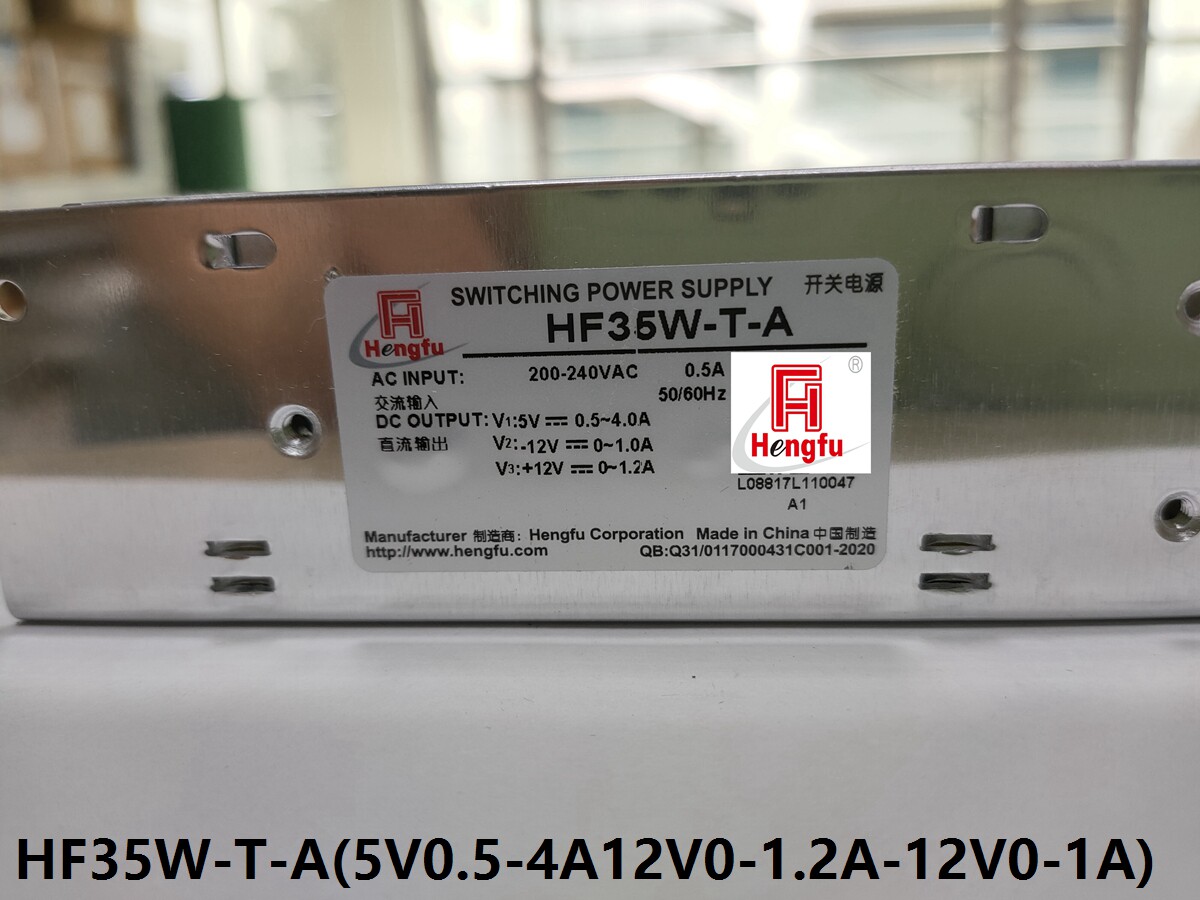 SWITCHING POWER SUPPLY 开关电源
HF35W-T-A
Hengfu
AC INPUT: 200-240VAC 0.5A
交流输入 50/60Hz
DC OUTPUT: V1:5V 0.5~4.0A
直流输出 V2:-12V 0~1.0A
V3:+12V 0~1.2A
®
Hengfu
L08817L110047
A1
Manufacturer 制造商: Hengfu Corporation Made in China 中国制造
http://www.hengfu.com QB:Q31/0117000431C001-2020
HF35W-T-A(5V0.5-4A12V0-1.2A-12V0-1A)